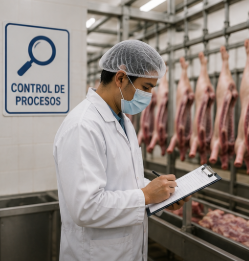 CONTROL DE
PROCESOS